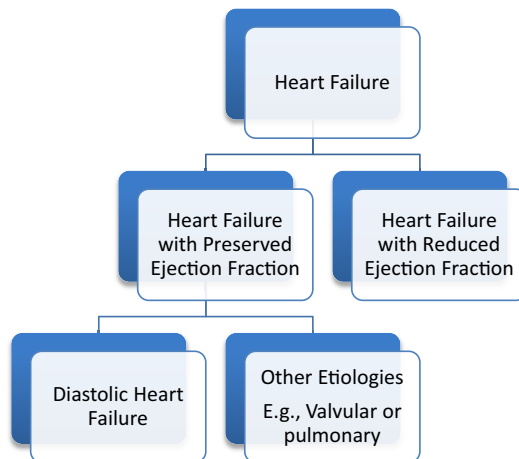 Heart Failure
Heart Failure
with Preserved
Ejection Fraction
Heart Failure
with Reduced
Ejection Fraction
Diastolic Heart
Failure
Other Etiologies
E.g., Valvular or
pulmonary